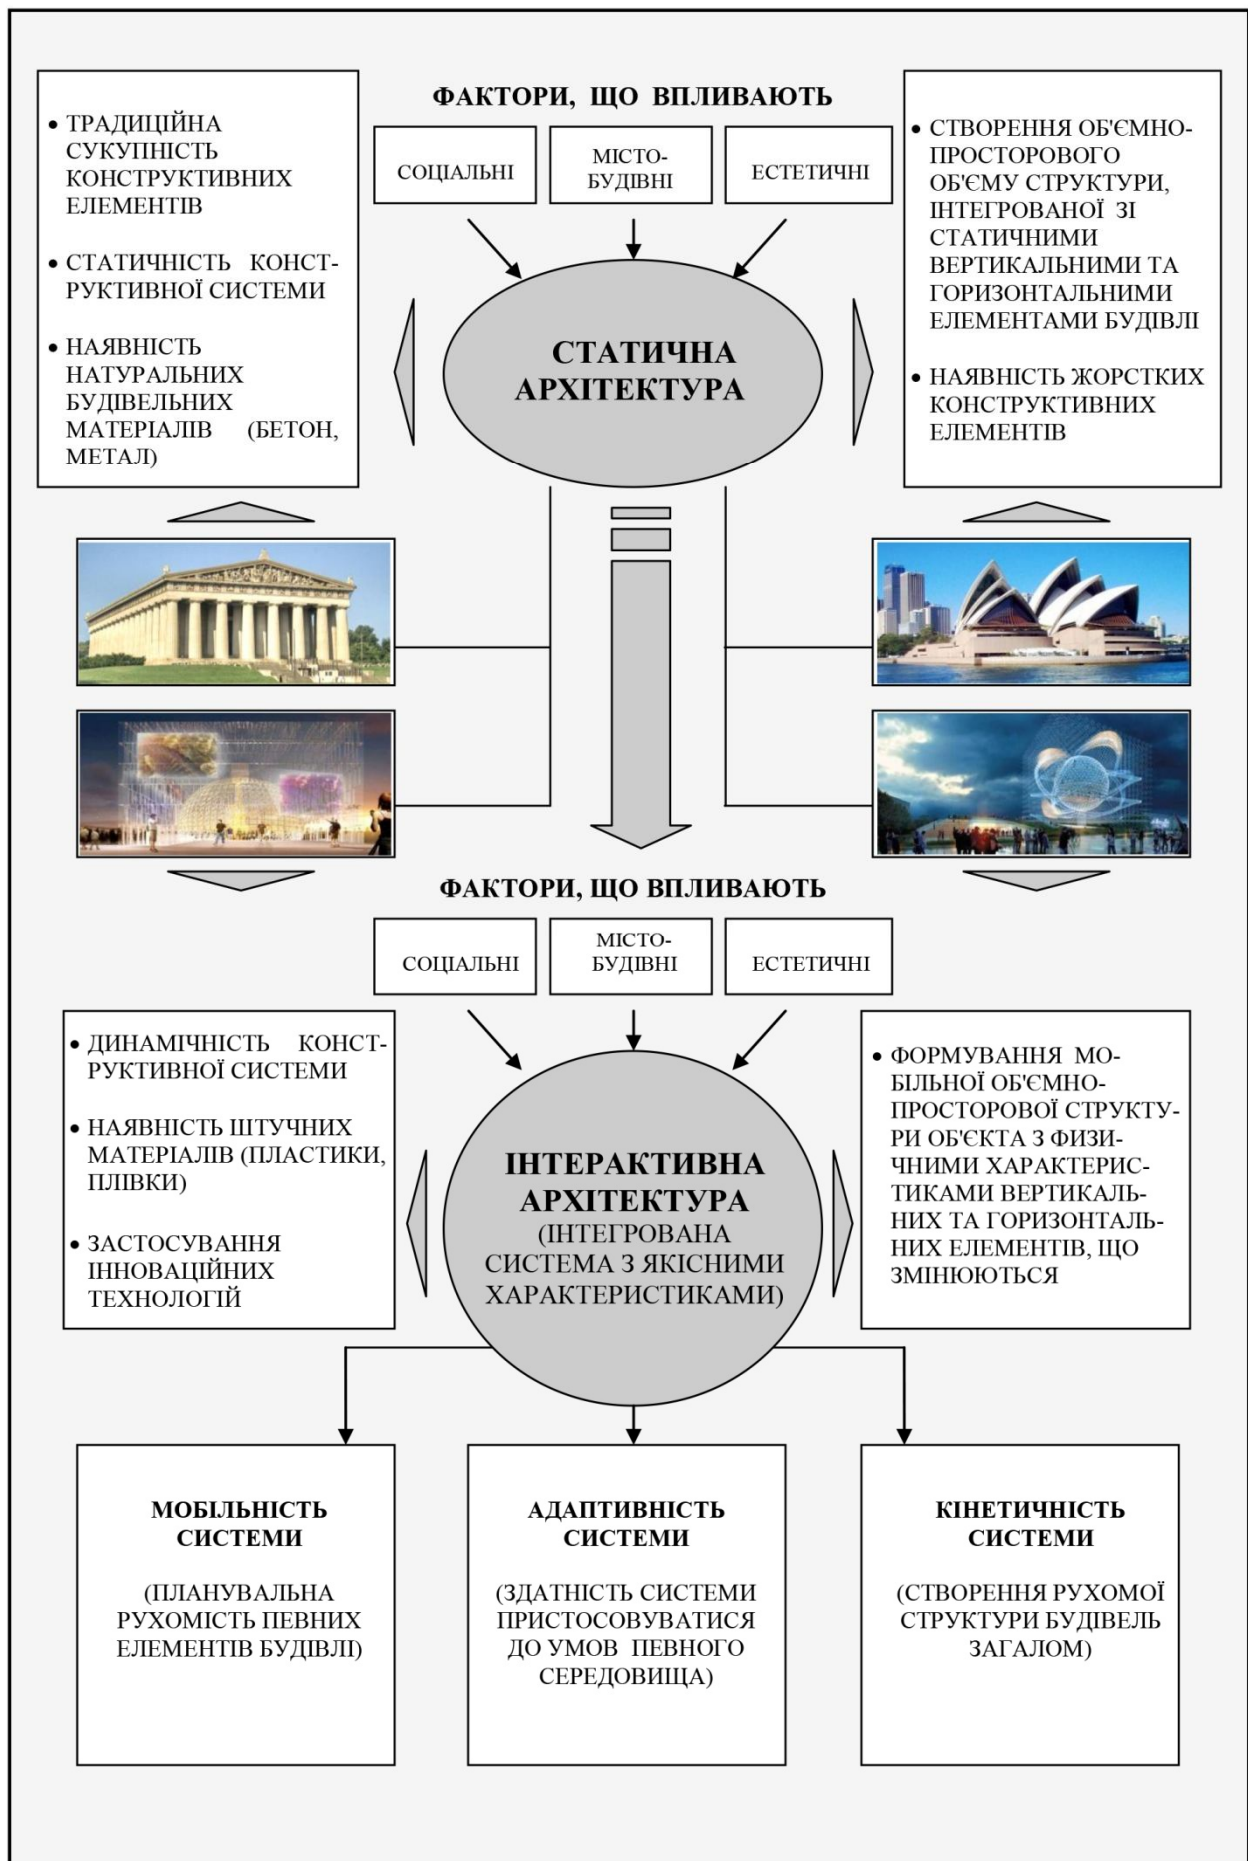 ФАКТОРИ, ЩО ВПЛИВАЮТЬ
СОЦІАЛЬНІ
МІСТО-
БУДІВНІ
ЕСТЕТИЧНІ
• ТРАДИЦІЙНА
СУКУПНІСТЬ
КОНСТРУКТИВНИХ
ЕЛЕМЕНТІВ
• СТАТИЧНІСТЬ КОНСТ-
РУКТИВНОЇ СИСТЕМИ
• НАЯВНІСТЬ
НАТУРАЛЬНИХ
БУДІВЕЛЬНИХ
МАТЕРІАЛІВ (БЕТОН,
МЕТАЛ)
СТАТИЧНА
АРХІТЕКТУРА
• СТВОРЕННЯ ОБ'ЄМНО-
ПРОСТОРОВОГО
ОБ'ЄМУ СТРУКТУРИ,
ІНТЕГРОВАНОЇ ЗІ
СТАТИЧНИМИ
ВЕРТИКАЛЬНИМИ ТА
ГОРИЗОНТАЛЬНИМИ
ЕЛЕМЕНТАМИ БУДІВЛІ
• НАЯВНІСТЬ ЖОРСТКИХ
КОНСТРУКТИВНИХ
ЕЛЕМЕНТІВ
ФАКТОРИ, ЩО ВПЛИВАЮТЬ
СОЦІАЛЬНІ
МІСТО-
БУДІВНІ
ЕСТЕТИЧНІ
• ДИНАМІЧНІСТЬ КОНСТ-
РУКТИВНОЇ СИСТЕМИ
• НАЯВНІСТЬ ШТУЧНИХ
МАТЕРІАЛІВ (ПЛАСТИКИ,
ПЛІВКИ)
• ЗАСТОСУВАННЯ
ІННОВАЦІЙНИХ
ТЕХНОЛОГІЙ
ІНТЕРАКТИВНА
АРХІТЕКТУРА
(ІНТЕГРОВАНА
СИСТЕМА З ЯКІСНИМИ
ХАРАКТЕРИСТИКАМИ)
• ФОРМУВАННЯ МО-
БІЛЬНОЇ ОБ'ЄМНО-
ПРОСТОРОВОЇ СТРУКТУ-
РИ ОБ'ЄКТА З ФИЗИ-
ЧНИМИ ХАРАКТЕРИС-
ТИКАМИ ВЕРТИКАЛЬ-
НИХ ТА ГОРИЗОНТАЛЬ-
НИХ ЕЛЕМЕНТІВ, ЩО
ЗМІНЮЮТЬСЯ
МОБІЛЬНІСТЬ
СИСТЕМИ
(ПЛАНУВАЛЬНА
РУХОМІСТЬ ПЕВНИХ
ЕЛЕМЕНТІВ БУДІВЛІ)
АДАПТИВНІСТЬ
СИСТЕМИ
(ЗДАТНІСТЬ СИСТЕМИ
ПРИСТОСОВУВАТИСЯ
ДО УМОВ ПЕВНОГО
СЕРЕДОВИЩА)
КІНЕТИЧНІСТЬ
СИСТЕМИ
(СТВОРЕННЯ РУХОМОЇ
СТРУКТУРИ БУДІВЕЛЬ
ЗАГАЛОМ)